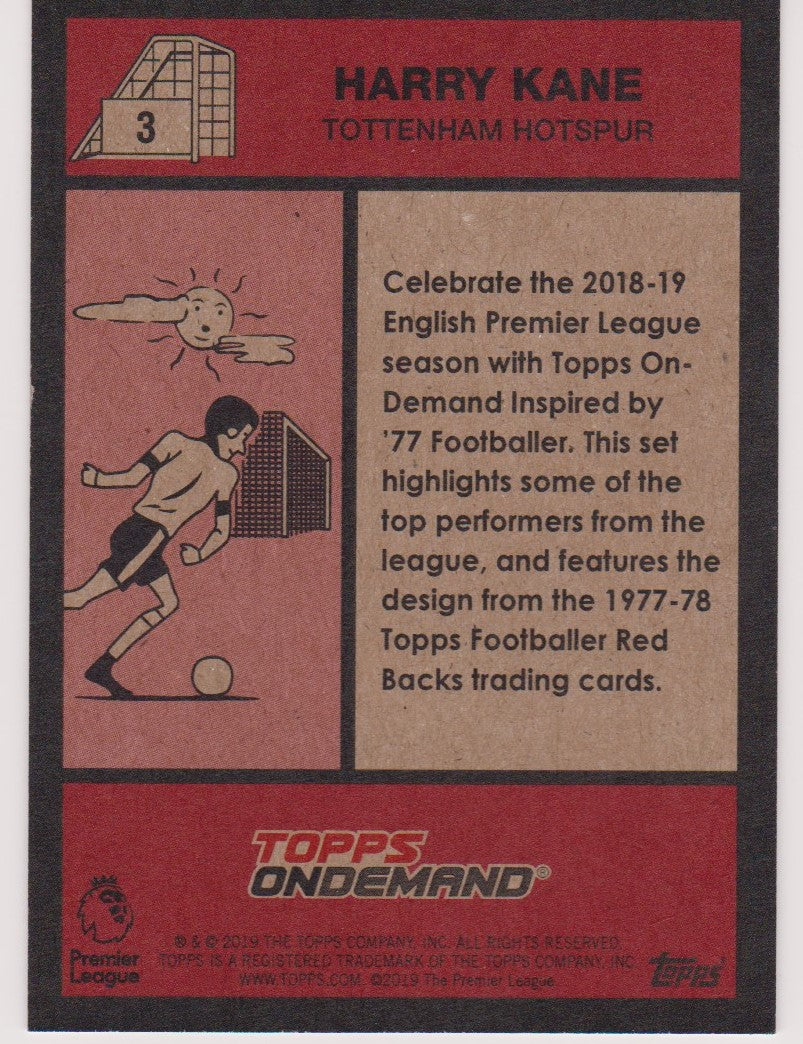 3
HARRY KANE
TOTTENHAM HOTSPUR
Celebrate the 2018-19
English Premier League
season with Topps On-
Demand Inspired by
'77 Footballer. This set
highlights some of the
top performers from the
league, and features the
design from the 1977-78
Topps Footballer Red
Backs trading cards.
TOPPS
ONDEMAND®
® & © 2019 THE TOPPS COMPANY, INC. ALL RIGHTS RESERVED.
TOPPS IS A REGISTERED TRADEMARK OF THE TOPPS COMPANY, INC.
WWW.TOPPS.COM ©2019 The Premier League
Premier
League
Topps